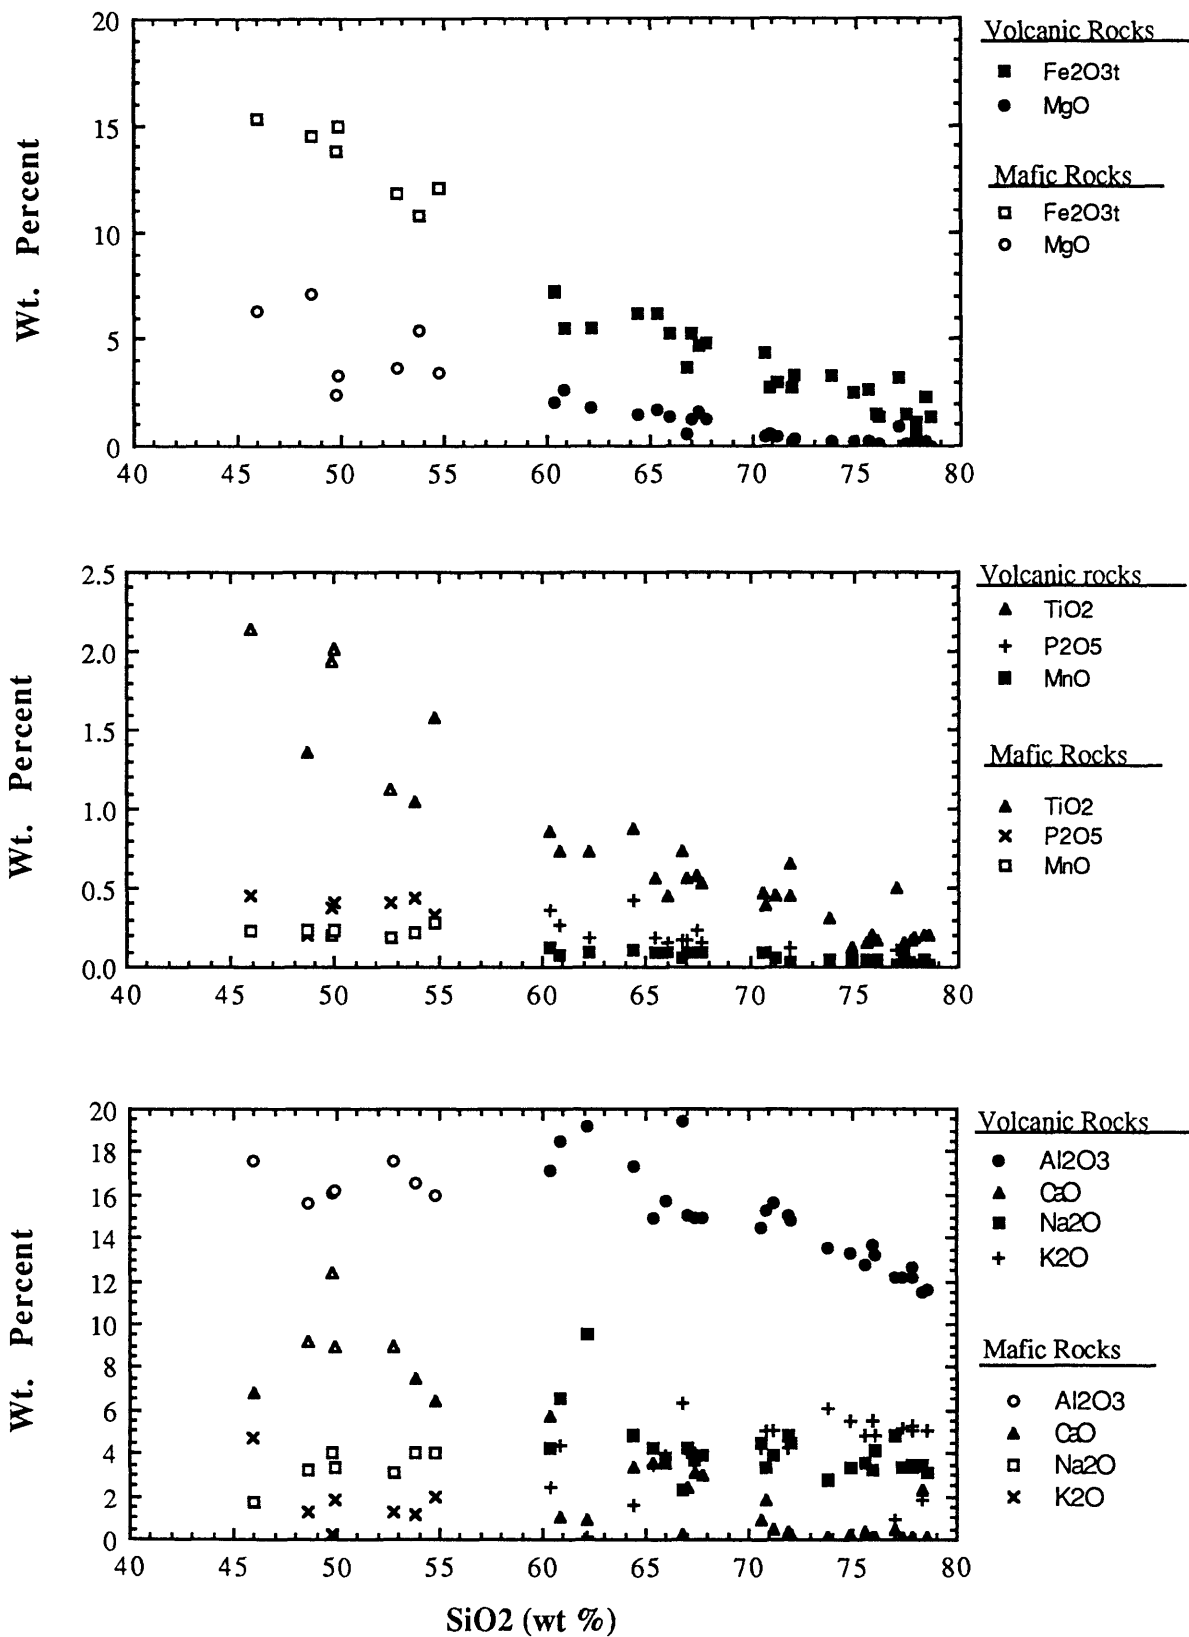 20
15
10
5
0
40 45 50 55 60 65 70 75 80
Wt. Percent
Volcanic Rocks
Fe2O3t
MgO
Mafic Rocks
Fe2O3t
MgO
2.5
2.0
1.5
1.0
0.5
0.0
40 45 50 55 60 65 70 75 80
Wt. Percent
Volcanic rocks
TiO2
P2O5
MnO
Mafic Rocks
TiO2
P2O5
MnO
20
18
16
14
12
10
8
6
4
2
0
40 45 50 55 60 65 70 75 80
Wt. Percent
SiO2 (wt %)
Volcanic Rocks
Al2O3
CaO
Na2O
K2O
Mafic Rocks
Al2O3
CaO
Na2O
K2O